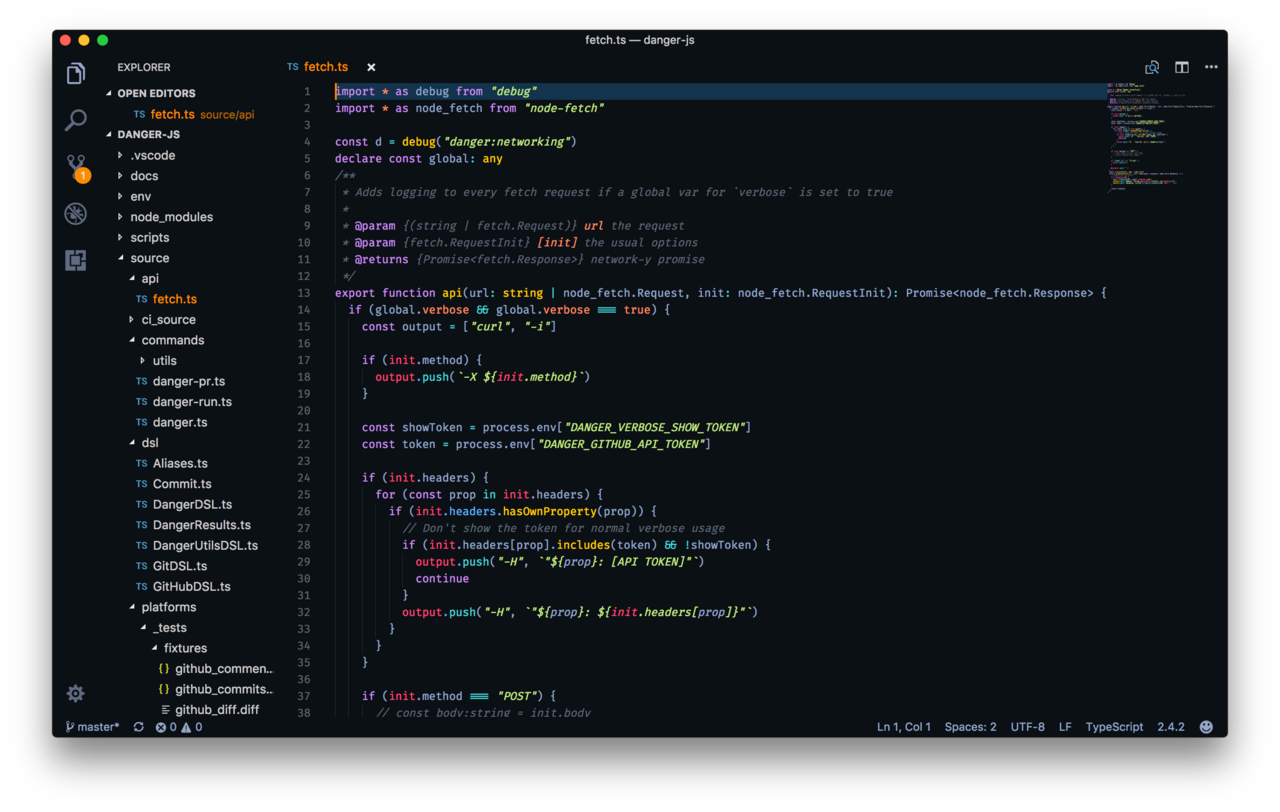 fetch.ts — danger-js
EXPLORER
OPEN EDITORS
TS fetch.ts source/api
DANGER-JS
.vscode
docs
env
node_modules
scripts
source
api
TS fetch.ts
ci_source
commands
utils
TS danger-pr.ts
TS danger-run.ts
TS danger.ts
dsl
TS Aliases.ts
TS Commit.ts
TS DangerDSL.ts
TS DangerResults.ts
TS DangerUtilsDSL.ts
TS GitDSL.ts
TS GitHubDSL.ts
platforms
_tests
fixtures
{} github_commen...
{} github_commits...
github_diff.diff
1
TS fetch.ts ×
1 import * as debug from "debug"
2 import * as node_fetch from "node-fetch"
3
4 const d = debug("danger:networking")
5 declare const global: any
6 /**
7  * Adds logging to every fetch request if a global var for `verbose` is set to true
8  *
9  * @param {(string | fetch.Request)} url the request
10  * @param {fetch.RequestInit} [init] the usual options
11  * @returns {Promise<fetch.Response>} network-y promise
12  */
13 export function api(url: string | node_fetch.Request, init: node_fetch.RequestInit): Promise<node_fetch.Response> {
14   if (global.verbose && global.verbose === true) {
15     const output = ["curl", "-i"]
16
17     if (init.method) {
18       output.push(`-X ${init.method}`)
19     }
20
21     const showToken = process.env["DANGER_VERBOSE_SHOW_TOKEN"]
22     const token = process.env["DANGER_GITHUB_API_TOKEN"]
23
24     if (init.headers) {
25       for (const prop in init.headers) {
26         if (init.headers.hasOwnProperty(prop)) {
27           // Don't show the token for normal verbose usage
28           if (init.headers[prop].includes(token) && !showToken) {
29             output.push("-H", `"${prop}: [API TOKEN]"`)
30             continue
31           }
32           output.push("-H", `"${prop}: ${init.headers[prop]}"`)
33         }
34       }
35     }
36
37     if (init.method === "POST") {
38       // const body:string = init.body
master* 0 0
Ln 1, Col 1 Spaces: 2 UTF-8 LF TypeScript 2.4.2